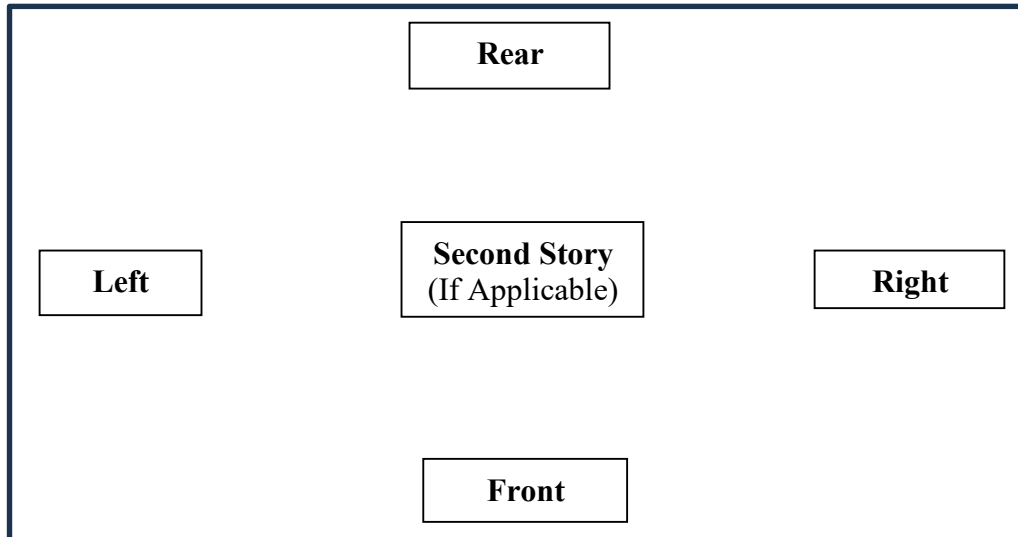 Rear
Second Story
(If Applicable)
Left
Right
Front